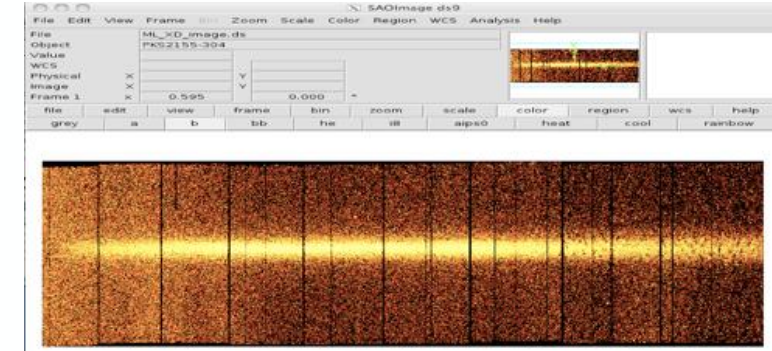 SAOImage ds9
File Edit View Frame Bin Zoom Scale Color Region WCS Analysis Help
File ML_XD_image.ds
Object PKS2155-304
Value
WCS
Physical X Y
Image X Y
Frame 1 x 0.595 0.000 °
file edit view frame bin zoom scale color region wcs help
grey a b bb he i8 aips0 heat cool rainbow